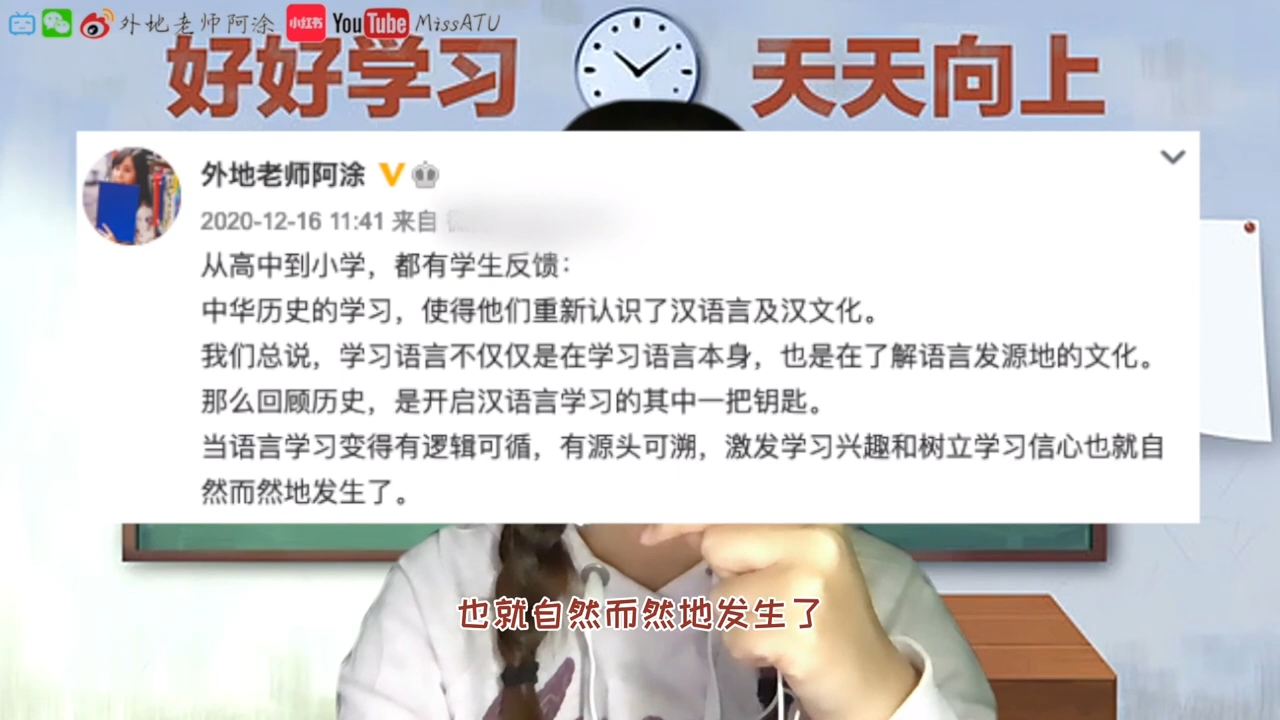 外地老师阿涂 小红书 YouTube MissATU
好好学习 天天向上
外地老师阿涂
2020-12-16 11:41 来自
从高中到小学，都有学生反馈：
中华历史的学习，使得他们重新认识了汉语言及汉文化。
我们总说，学习语言不仅仅是在学习语言本身，也是在了解语言发源地的文化。
那么回顾历史，是开启汉语言学习的其中一把钥匙。
当语言学习变得有逻辑可循，有源头可溯，激发学习兴趣和树立学习信心也就自
然而然地发生了。
也就自然而然地发生了